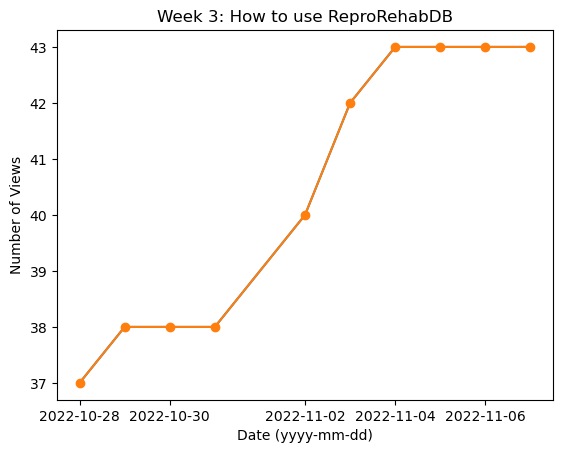 Week 3: How to use ReproRehabDB
Number of Views
43
42
41
40
39
38
37
2022-10-28 2022-10-30 2022-11-02 2022-11-04 2022-11-06
Date (yyyy-mm-dd)